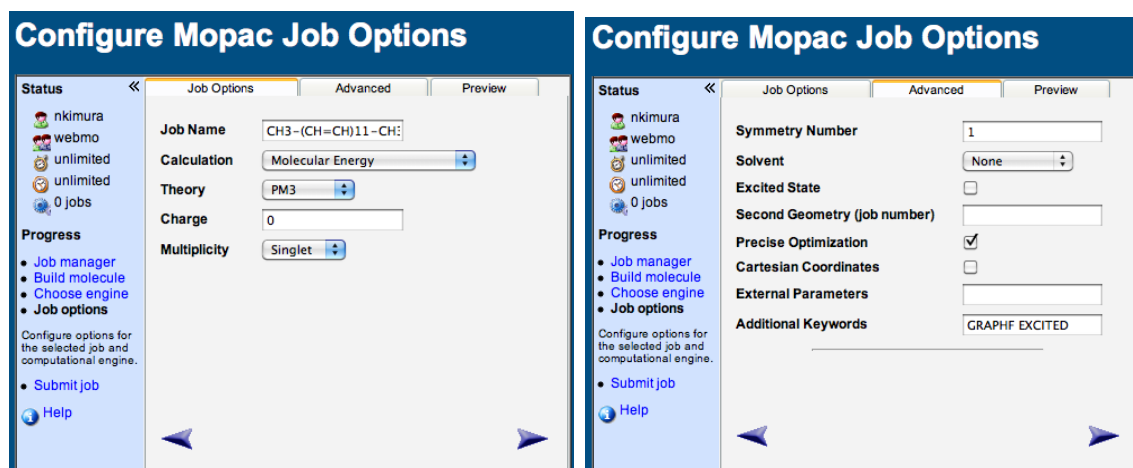 Configure Mopac Job Options
Status «
nkimura
webmo
unlimited
unlimited
0 jobs
Progress
• Job manager
• Build molecule
• Choose engine
• Job options
Configure options for
the selected job and
computational engine.
• Submit job
Help
Job Options Advanced Preview
Job Name CH3-(CH=CH)11-CH3
Calculation Molecular Energy
Theory PM3
Charge 0
Multiplicity Singlet
Configure Mopac Job Options
Status «
nkimura
webmo
unlimited
unlimited
0 jobs
Progress
• Job manager
• Build molecule
• Choose engine
• Job options
Configure options for
the selected job and
computational engine.
• Submit job
Help
Job Options Advanced Preview
Symmetry Number 1
Solvent None
Excited State
Second Geometry (job number)
Precise Optimization
Cartesian Coordinates
External Parameters
Additional Keywords GRAPHF EXCITED